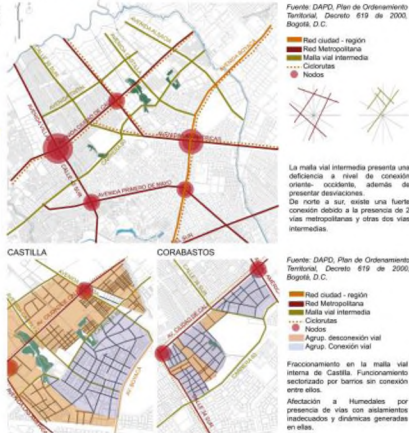 Fuente: DAPD, Plan de Ordenamiento
Territorial, Decreto 619 de 2000,
Bogotá, D.C.
Red ciudad - región
Red Metropolitana
Malla vial intermedia
Ciclorutas
Nodos
AVENIDA PRIMERO DE MAYO
La malla vial intermedia presenta una
deficiencia a nivel de conexión
oriente- occidente, además de
presentar desviaciones.
De norte a sur, existe una fuerte
conexión debido a la presencia de 2
vías metropolitanas y otras dos vías
intermedias.
CASTILLA
CORABASTOS
Fuente: DAPD, Plan de Ordenamiento
Territorial, Decreto 619 de 2000,
Bogotá, D.C.
Red ciudad - región
Red Metropolitana
Malla vial intermedia
Ciclorutas
Nodos
Agrup. desconexión vial
Agrup. Conexión vial
AV. BOYACA
Fraccionamiento en la malla vial
interna de Castilla. Funcionamiento
sectorizado por barrios sin conexión
entre ellos.
Afectación a Humedales por
presencia de vías con aislamientos
inadecuados y dinámicas generadas
en ellas.